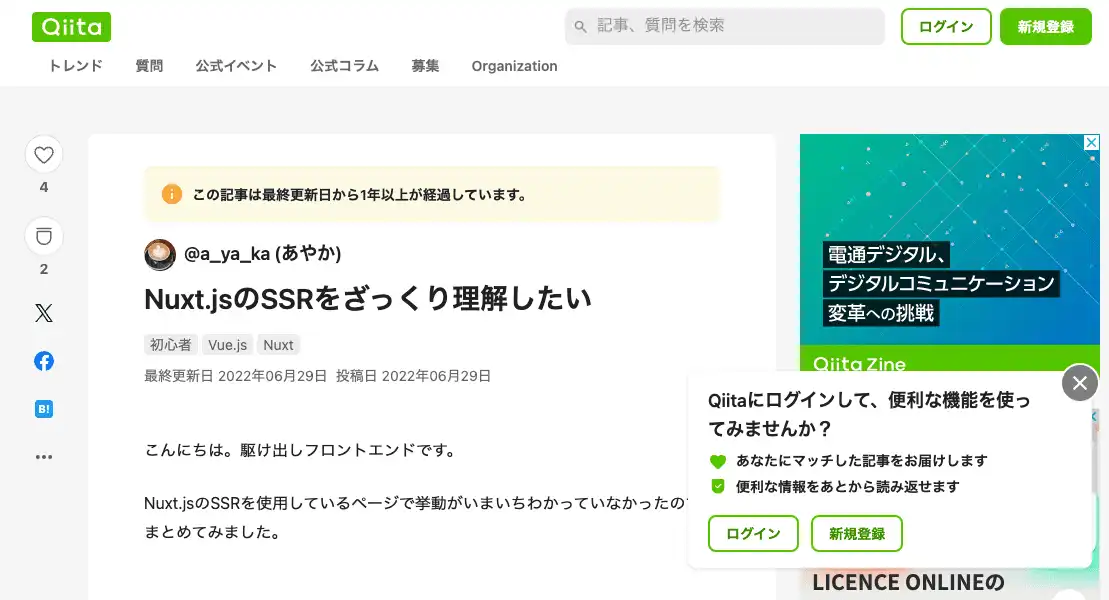 Qiita
記事、質問を検索
ログイン
新規登録
トレンド
質問
公式イベント
公式コラム
募集
Organization
4
2
B!
この記事は最終更新日から1年以上が経過しています。
@a_ya_ka (あやか)
Nuxt.jsのSSRをざっくり理解したい
初心者
Vue.js
Nuxt
最終更新日 2022年06月29日 投稿日 2022年06月29日
こんにちは。駆け出しフロントエンドです。
Nuxt.jsのSSRを使用しているページで挙動がいまいちわかっていなかったの
まとめてみました。
電通デジタル、
デジタルコミュニケーション
変革への挑戦
Qiita Zine
Qiitaにログインして、便利な機能を使っ
てみませんか？
あなたにマッチした記事をお届けします
便利な情報をあとから読み返せます
ログイン
新規登録
LICENCE ONLINEの